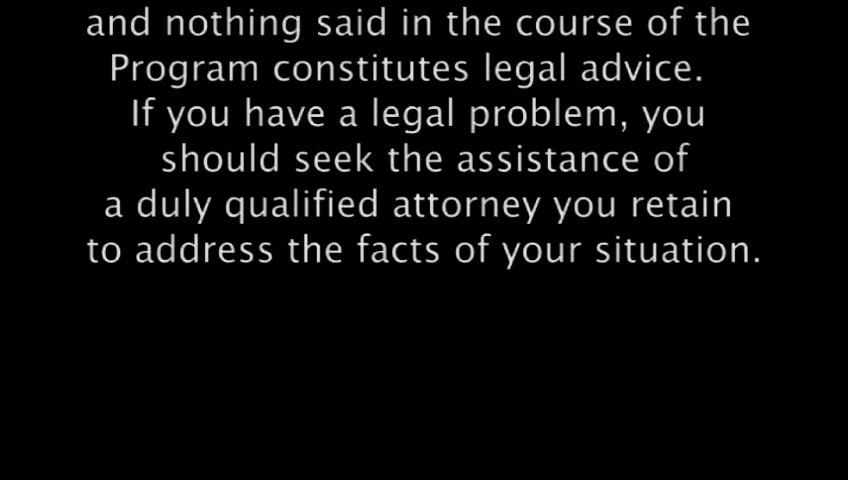 and nothing said in the course of the
Program constitutes legal advice.
If you have a legal problem, you
should seek the assistance of
a duly qualified attorney you retain
to address the facts of your situation.